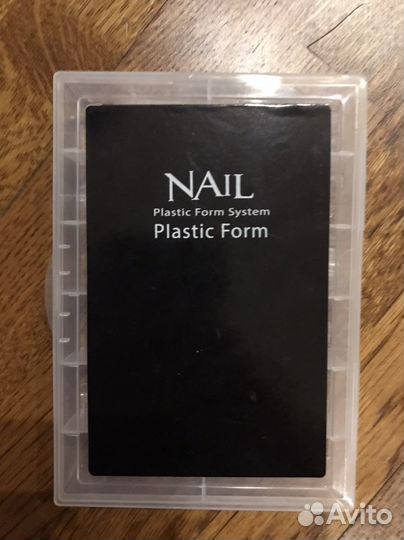 NAIL
Plastic Form System
Plastic Form
Avito